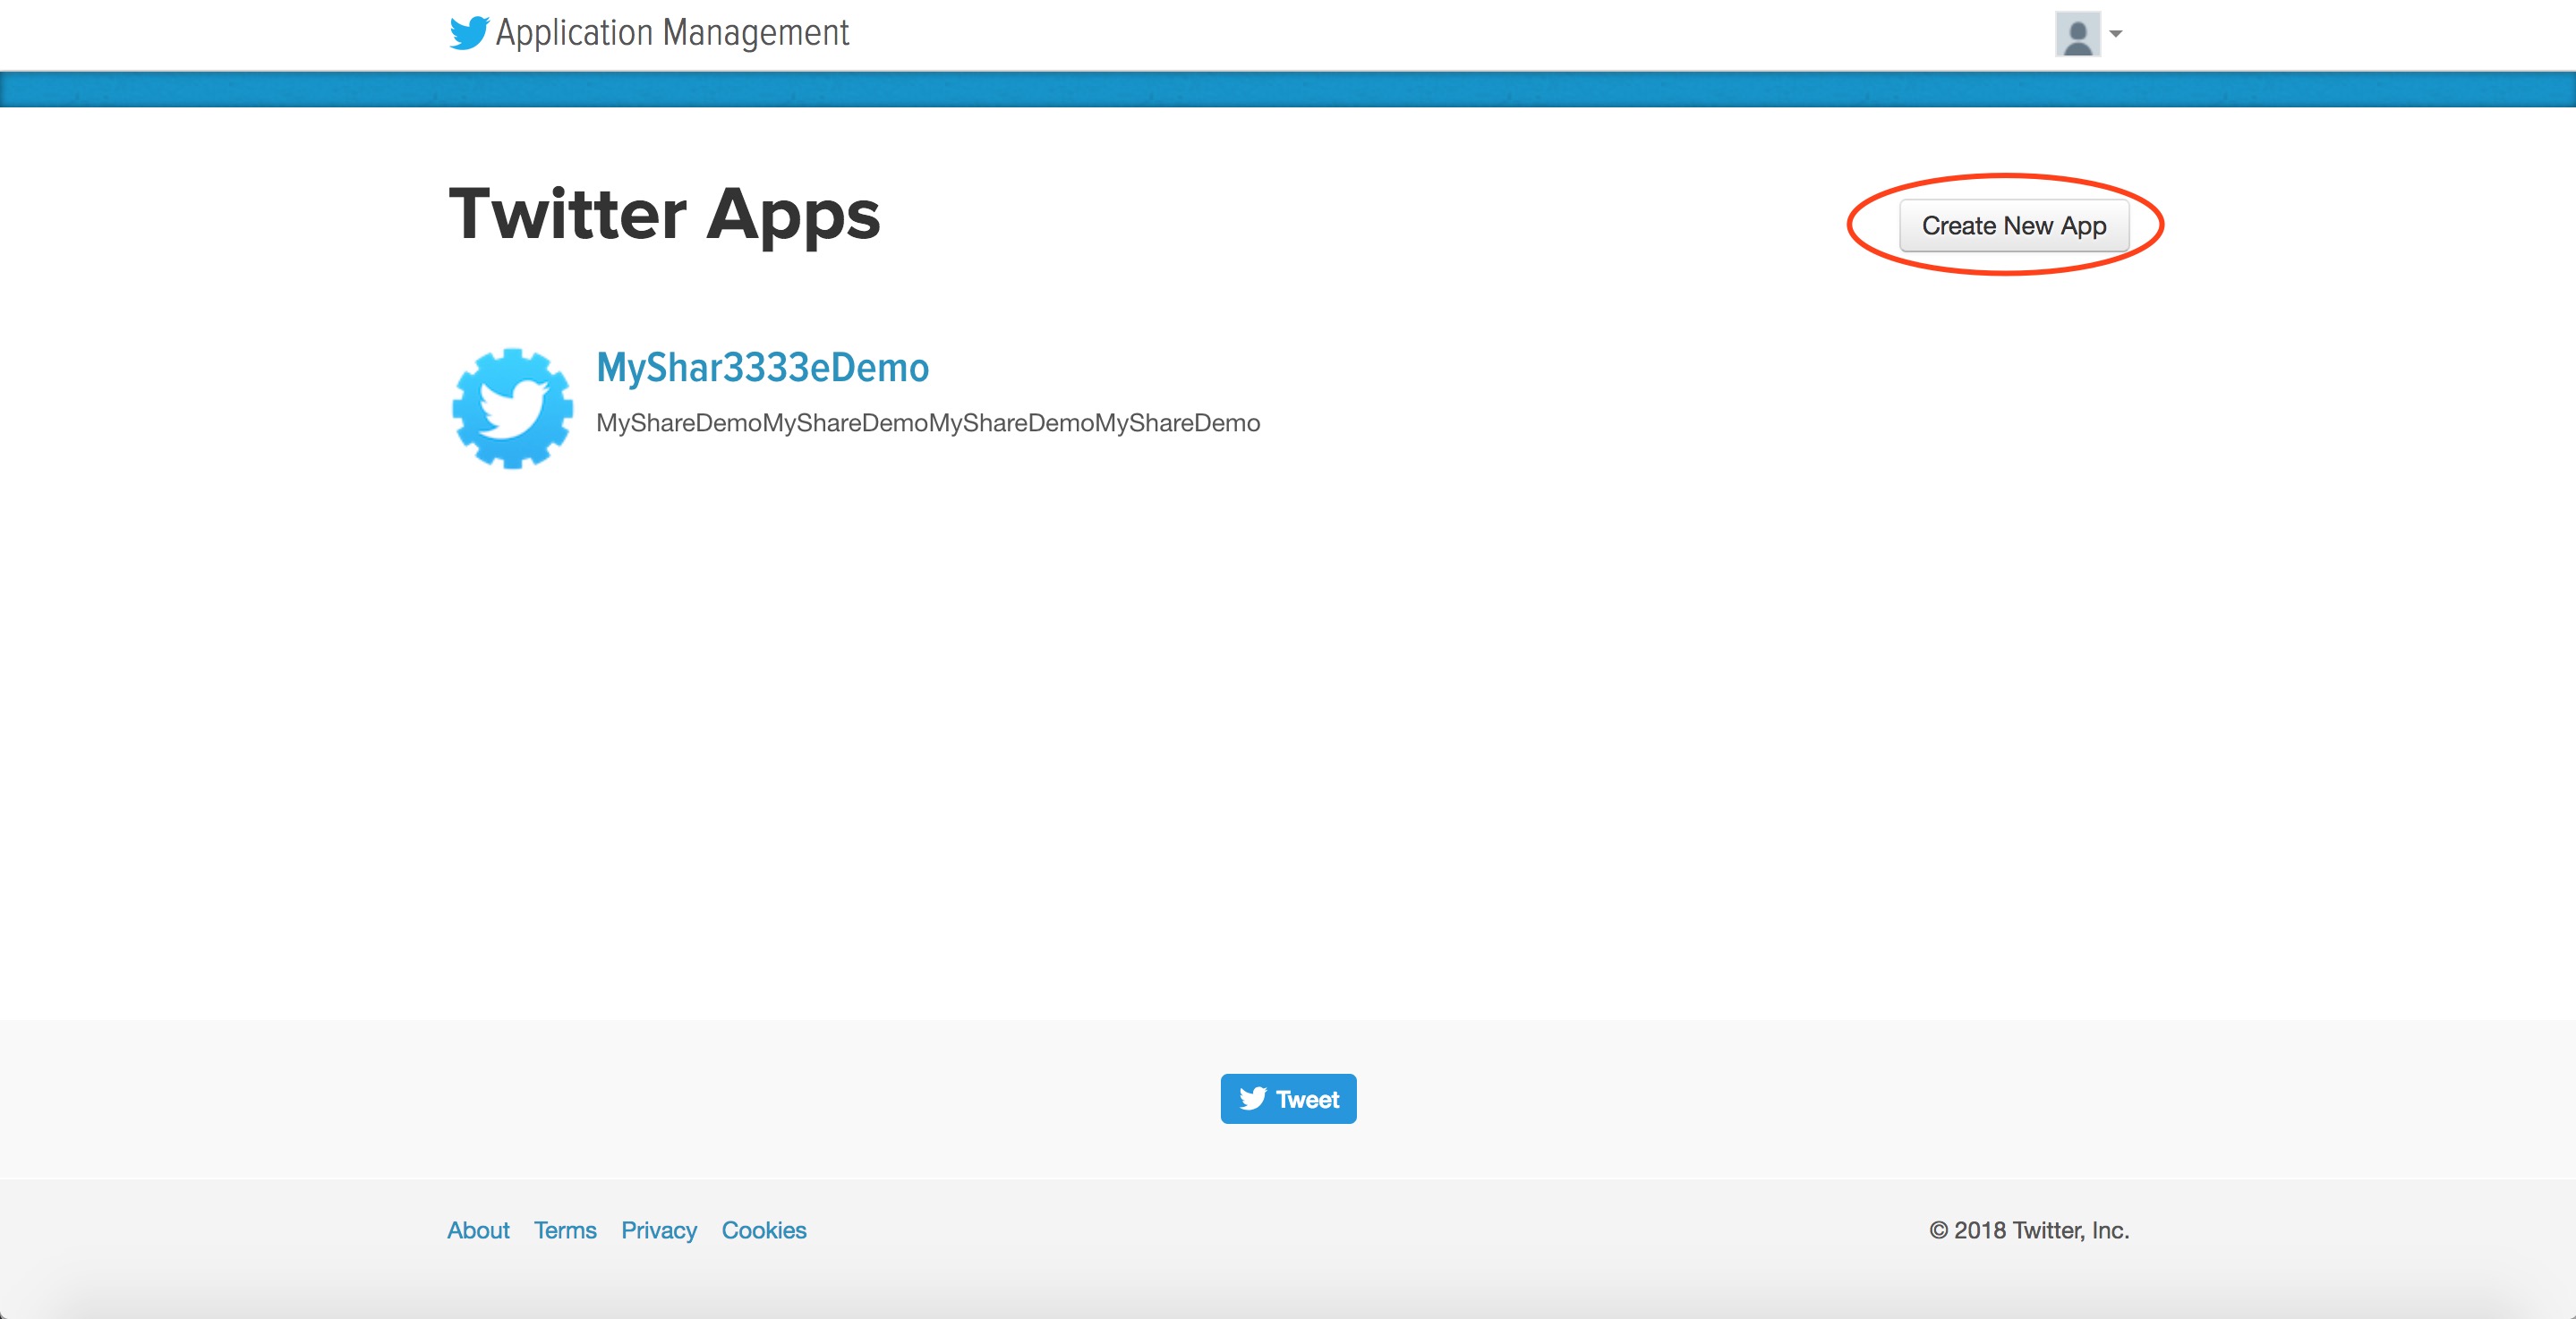 Application Management
Twitter Apps
Create New App
MyShar3333eDemo
MyShareDemoMyShareDemoMyShareDemoMyShareDemo
Tweet
About Terms Privacy Cookies
© 2018 Twitter, Inc.